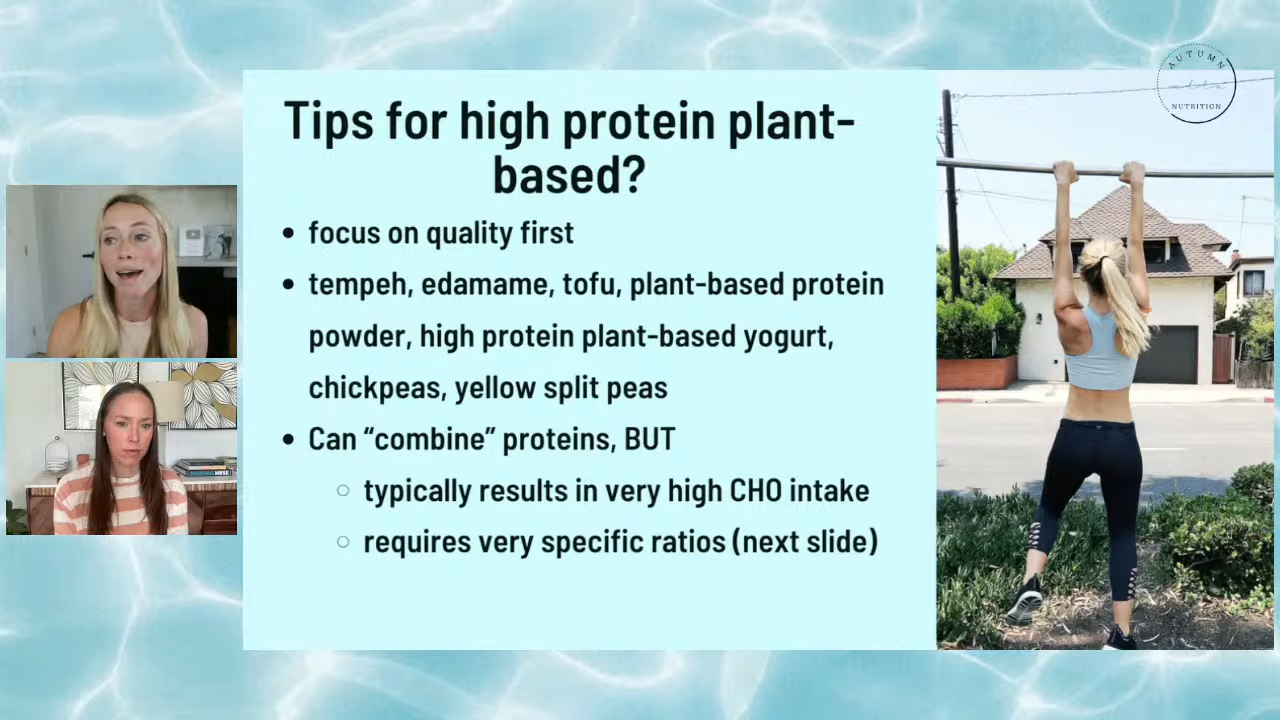 AUTUMN
NUTRITION
Tips for high protein plant-
based?
• focus on quality first
• tempeh, edamame, tofu, plant-based protein
powder, high protein plant-based yogurt,
chickpeas, yellow split peas
• Can “combine” proteins, BUT
○ typically results in very high CHO intake
○ requires very specific ratios (next slide)